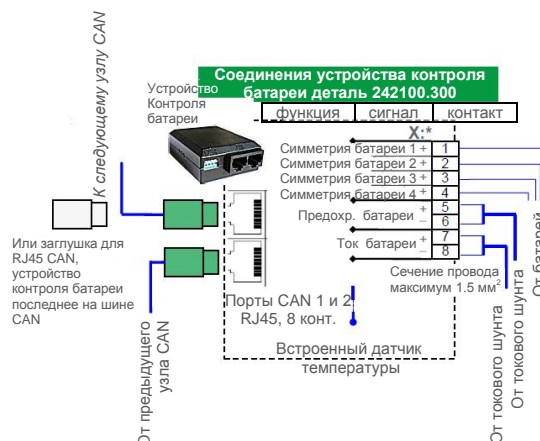 Соединения устройства контроля
батареи деталь 242100.300
функция сигнал контакт
X:*
Устройство
Контроля
батареи
К следующему узлу CAN
Симметрия батареи 1 + 1
Симметрия батареи 2 + 2
Симметрия батареи 3 + 3
Симметрия батареи 4 + 4
Предохр. батареи + 5
– 6
Ток батареи + 7
– 8
Сечение провода
максимум 1.5 мм²
Или заглушка для
RJ45 CAN,
устройство
контроля батареи
последнее на шине
CAN
Порты CAN 1 и 2
RJ45, 8 конт.
Встроенный датчик
температуры
От предыдущего
узла CAN
От токового шунта
От токового шунта
От батарей